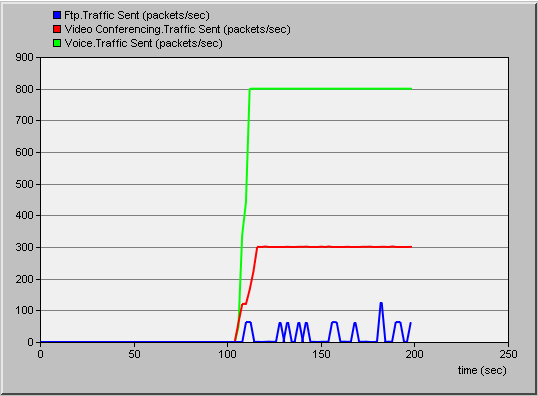 Ftp.Traffic Sent (packets/sec)
Video Conferencing.Traffic Sent (packets/sec)
Voice.Traffic Sent (packets/sec)
900
800
700
600
500
400
300
200
100
0
0 50 100 150 200 250
time (sec)